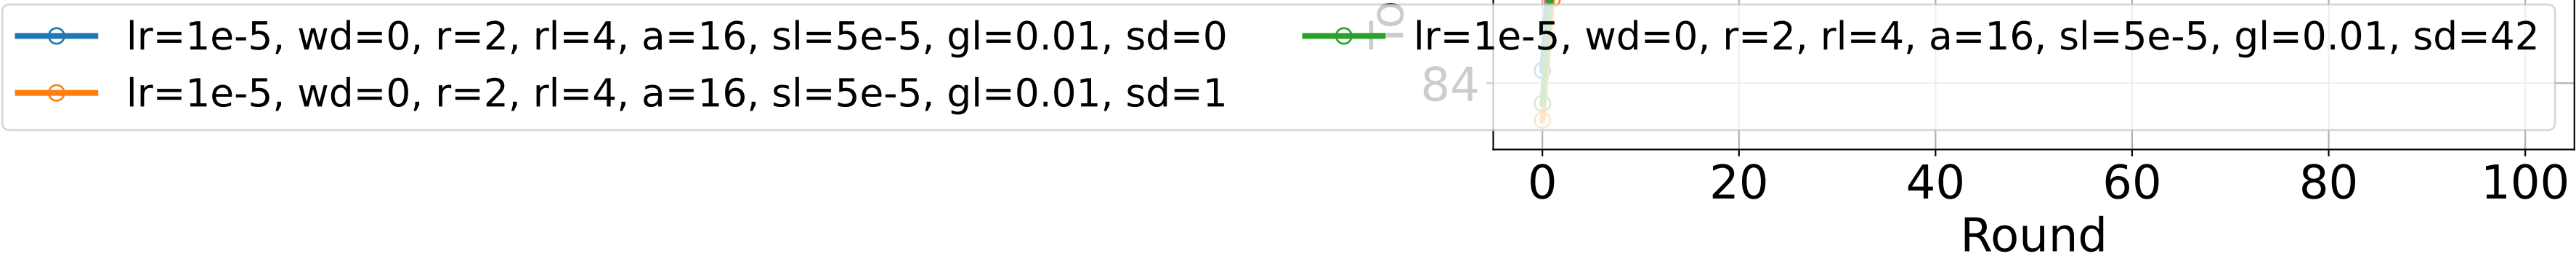 lr=1e-5, wd=0, r=2, rl=4, a=16, sl=5e-5, gl=0.01, sd=0
lr=1e-5, wd=0, r=2, rl=4, a=16, sl=5e-5, gl=0.01, sd=1
lr=1e-5, wd=0, r=2, rl=4, a=16, sl=5e-5, gl=0.01, sd=42
84
0 20 40 60 80 100
Round